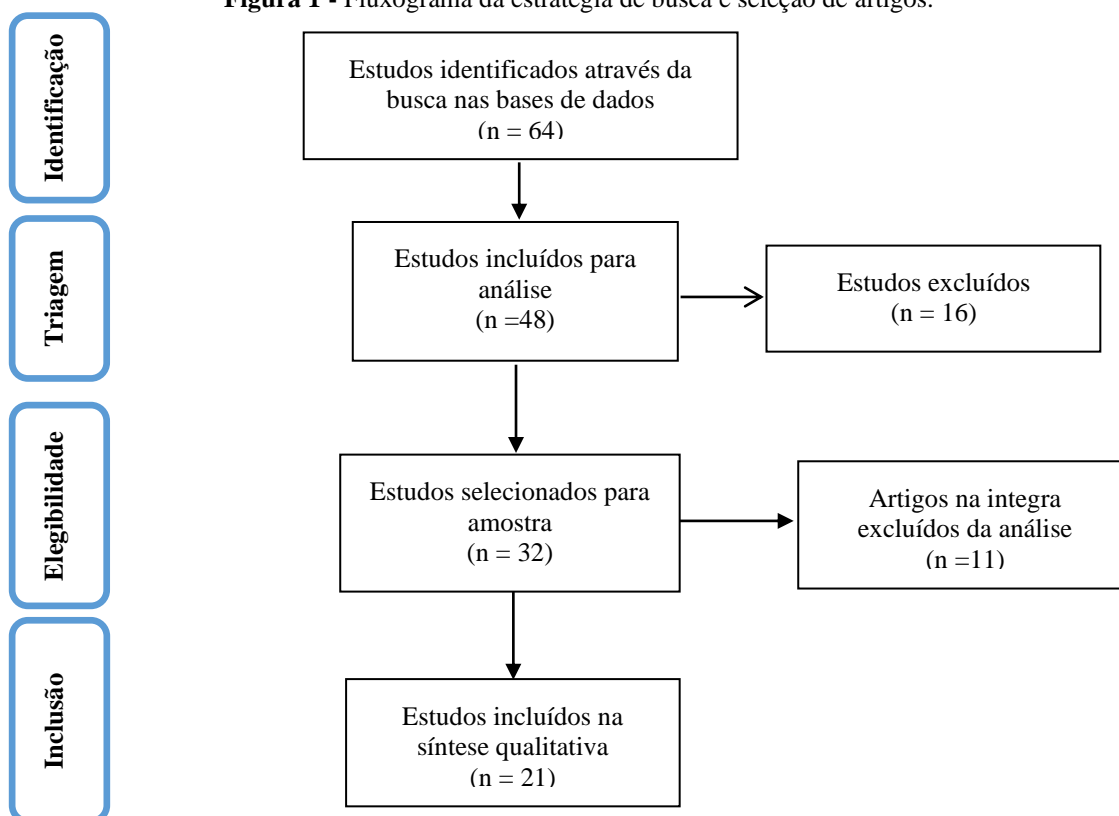 Figura 1 - Fluxograma da estratégia de busca e seleção de artigos.
Identificação
Estudos identificados através da
busca nas bases de dados
(n = 64)
Triagem
Estudos incluídos para
análise
(n =48)
Estudos excluídos
(n = 16)
Elegibilidade
Estudos selecionados para
amostra
(n = 32)
Artigos na integra
excluídos da análise
(n =11)
Inclusão
Estudos incluídos na
síntese qualitativa
(n = 21)